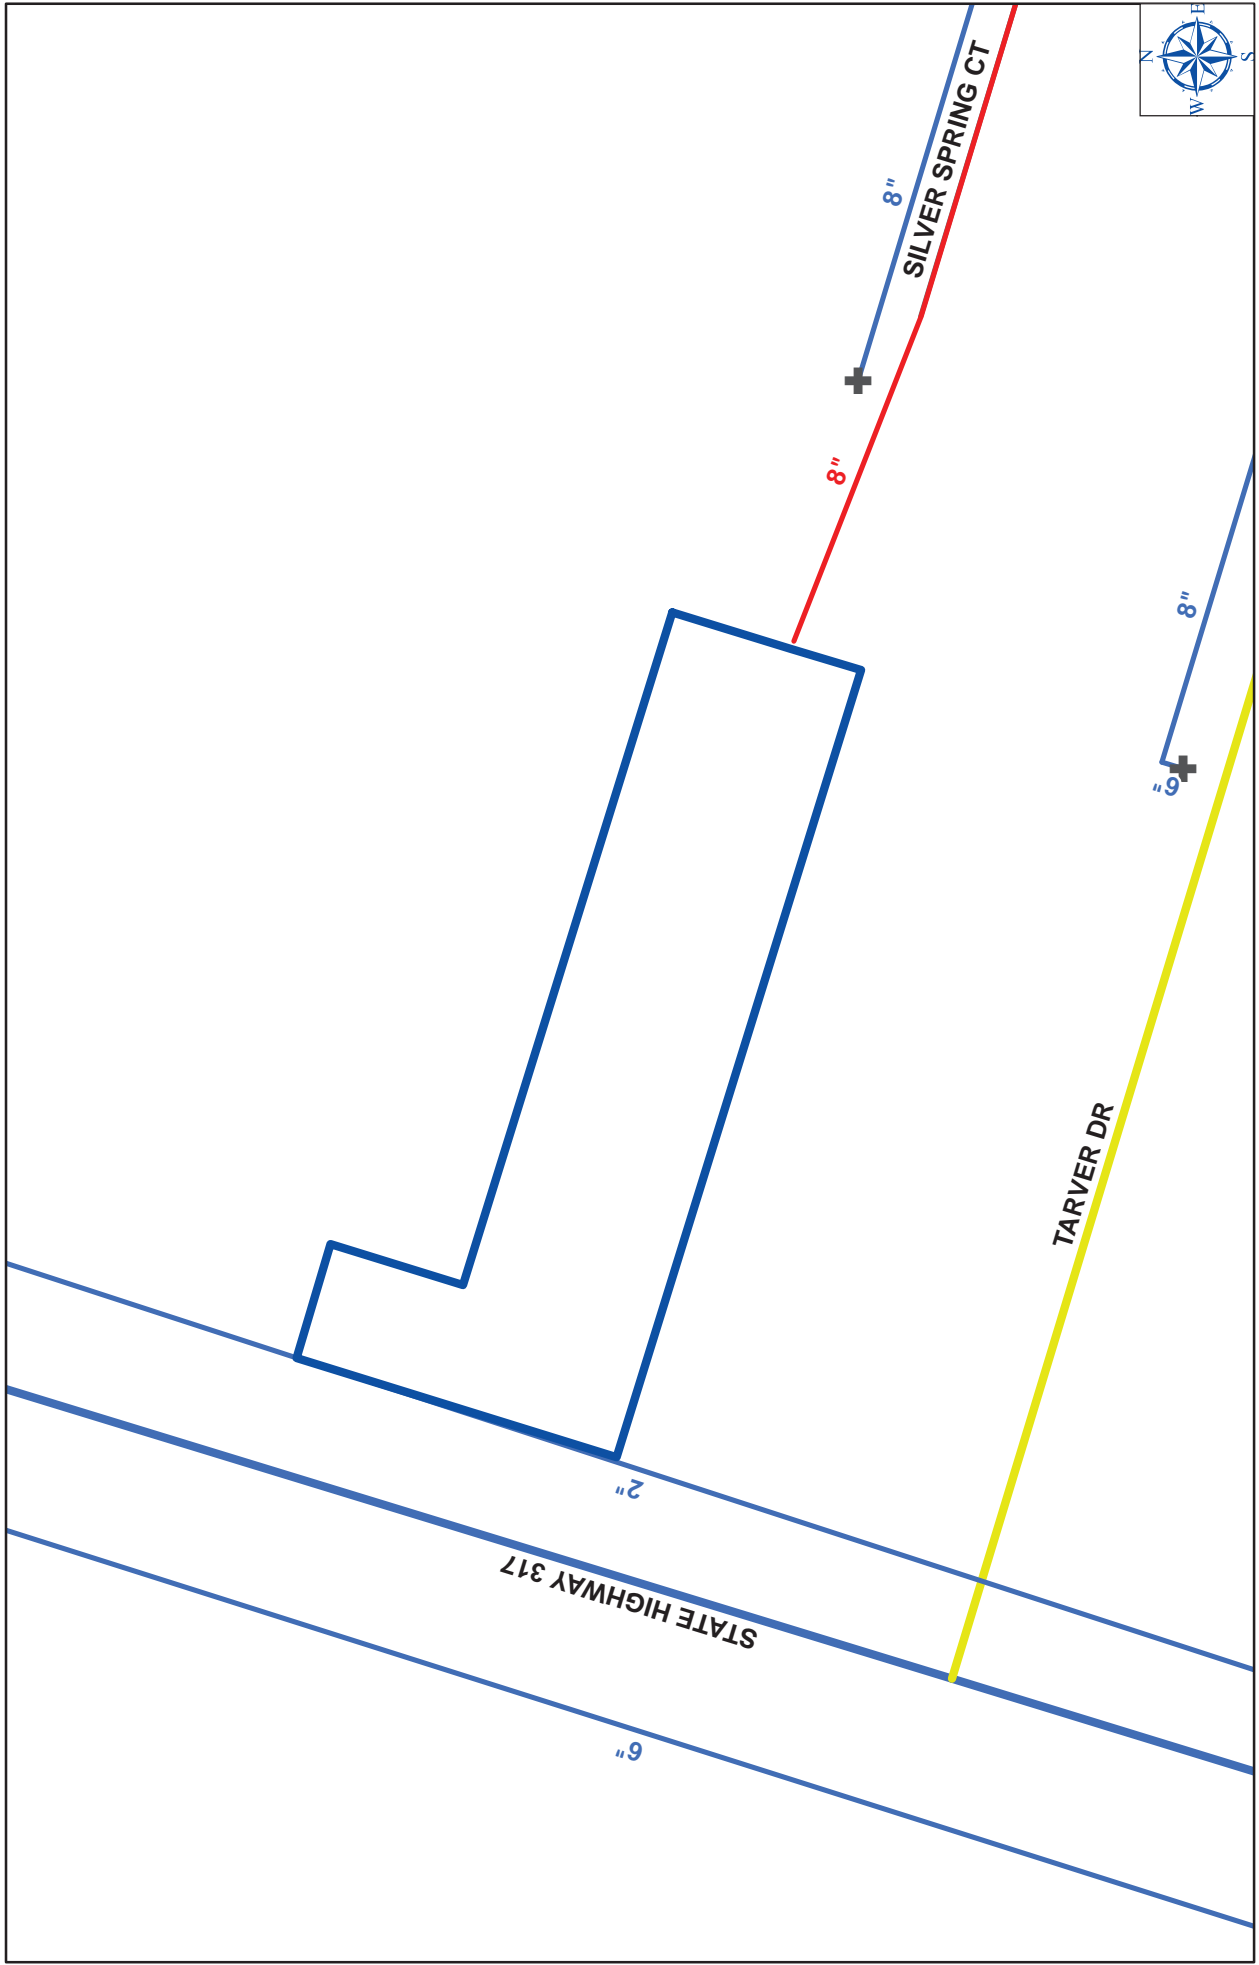 E
N
S
W
SILVER SPRING CT
8"
8"
8"
6"
TARVER DR
2"
STATE HIGHWAY 317
6"